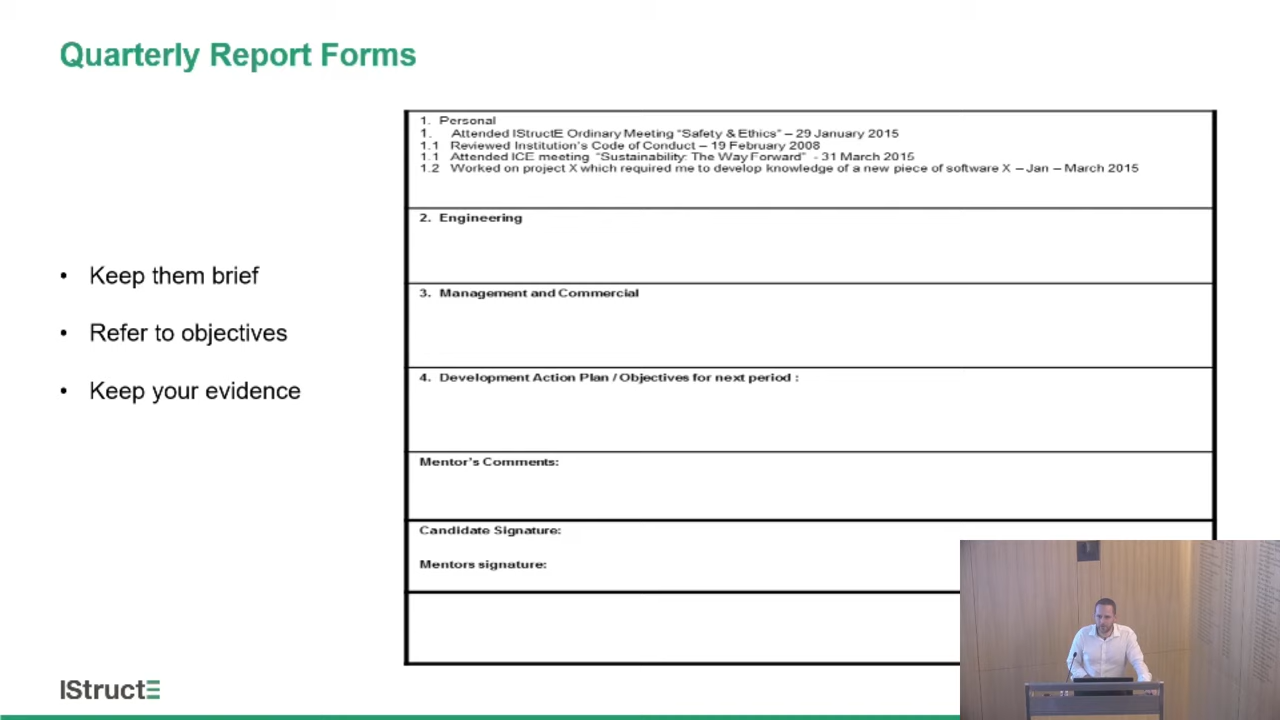 Quarterly Report Forms
• Keep them brief
• Refer to objectives
• Keep your evidence
1. Personal
1. Attended IStructE Ordinary Meeting "Safety & Ethics" – 29 January 2015
1.1 Reviewed Institution's Code of Conduct – 19 February 2008
1.1 Attended ICE meeting "Sustainability: The Way Forward" - 31 March 2015
1.2 Worked on project X which required me to develop knowledge of a new piece of software X – Jan – March 2015
2. Engineering
3. Management and Commercial
4. Development Action Plan / Objectives for next period :
Mentor's Comments:
Candidate Signature:
Mentors signature:
IStructE